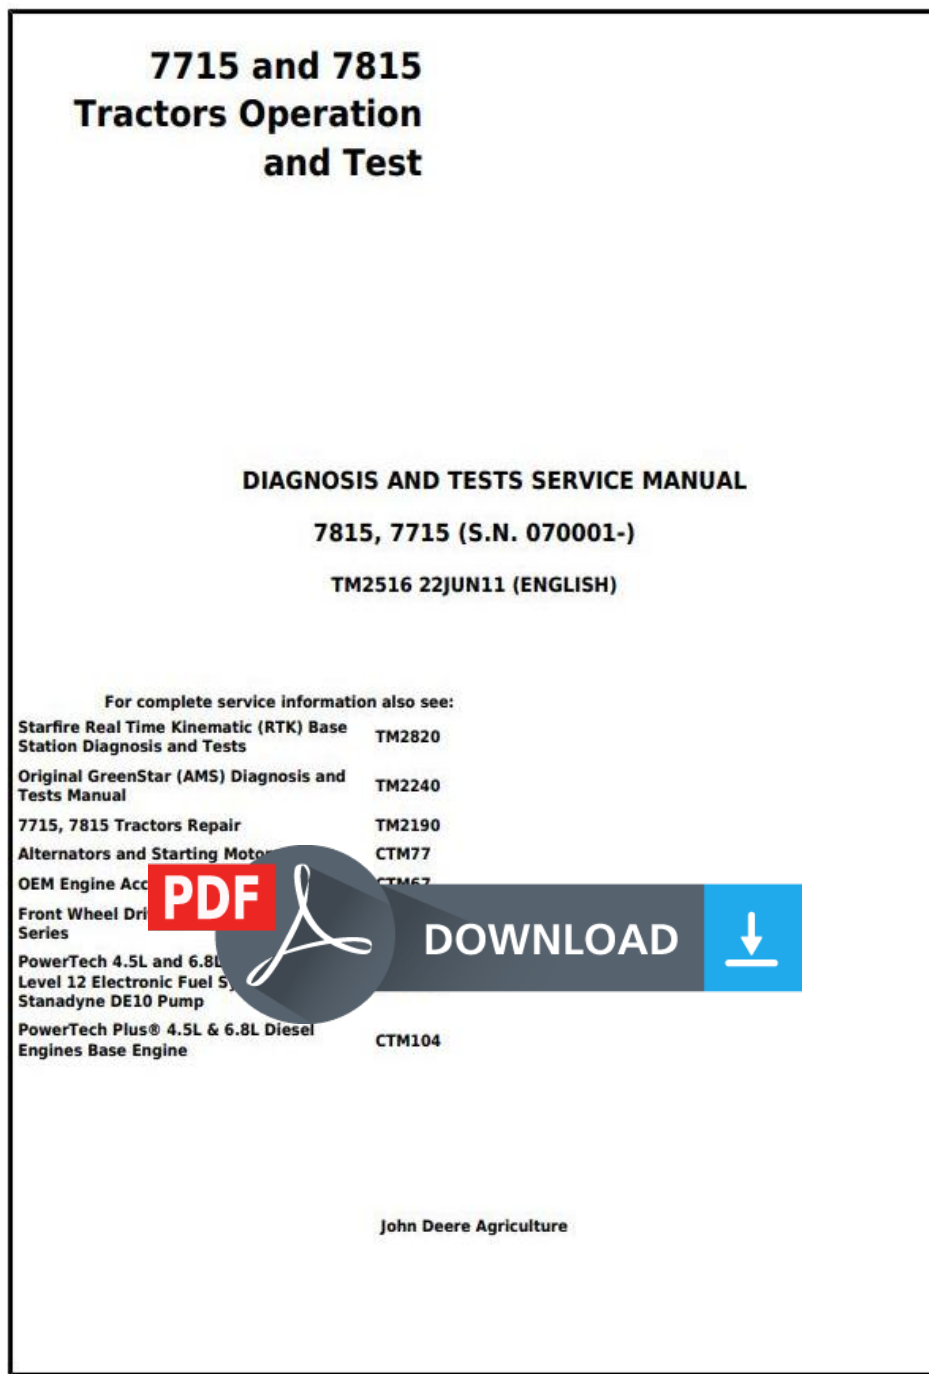 7715 and 7815
Tractors Operation
and Test
DIAGNOSIS AND TESTS SERVICE MANUAL
7815, 7715 (S.N. 070001-)
TM2516 22JUN11 (ENGLISH)
For complete service information also see:
Starfire Real Time Kinematic (RTK) Base
Station Diagnosis and Tests
TM2820
Original GreenStar (AMS) Diagnosis and
Tests Manual
TM2240
7715, 7815 Tractors Repair TM2190
Alternators and Starting CTM77
OEM Engine CTM67
Front Wheel
Series
PDF
DOWNLOAD
PowerTech 4.5L and 6.8L
Level 12 Electronic Fuel
Stanadyne DE10 Pump
PowerTech Plus® 4.5L & 6.8L Diesel
Engines Base Engine
CTM104
John Deere Agriculture